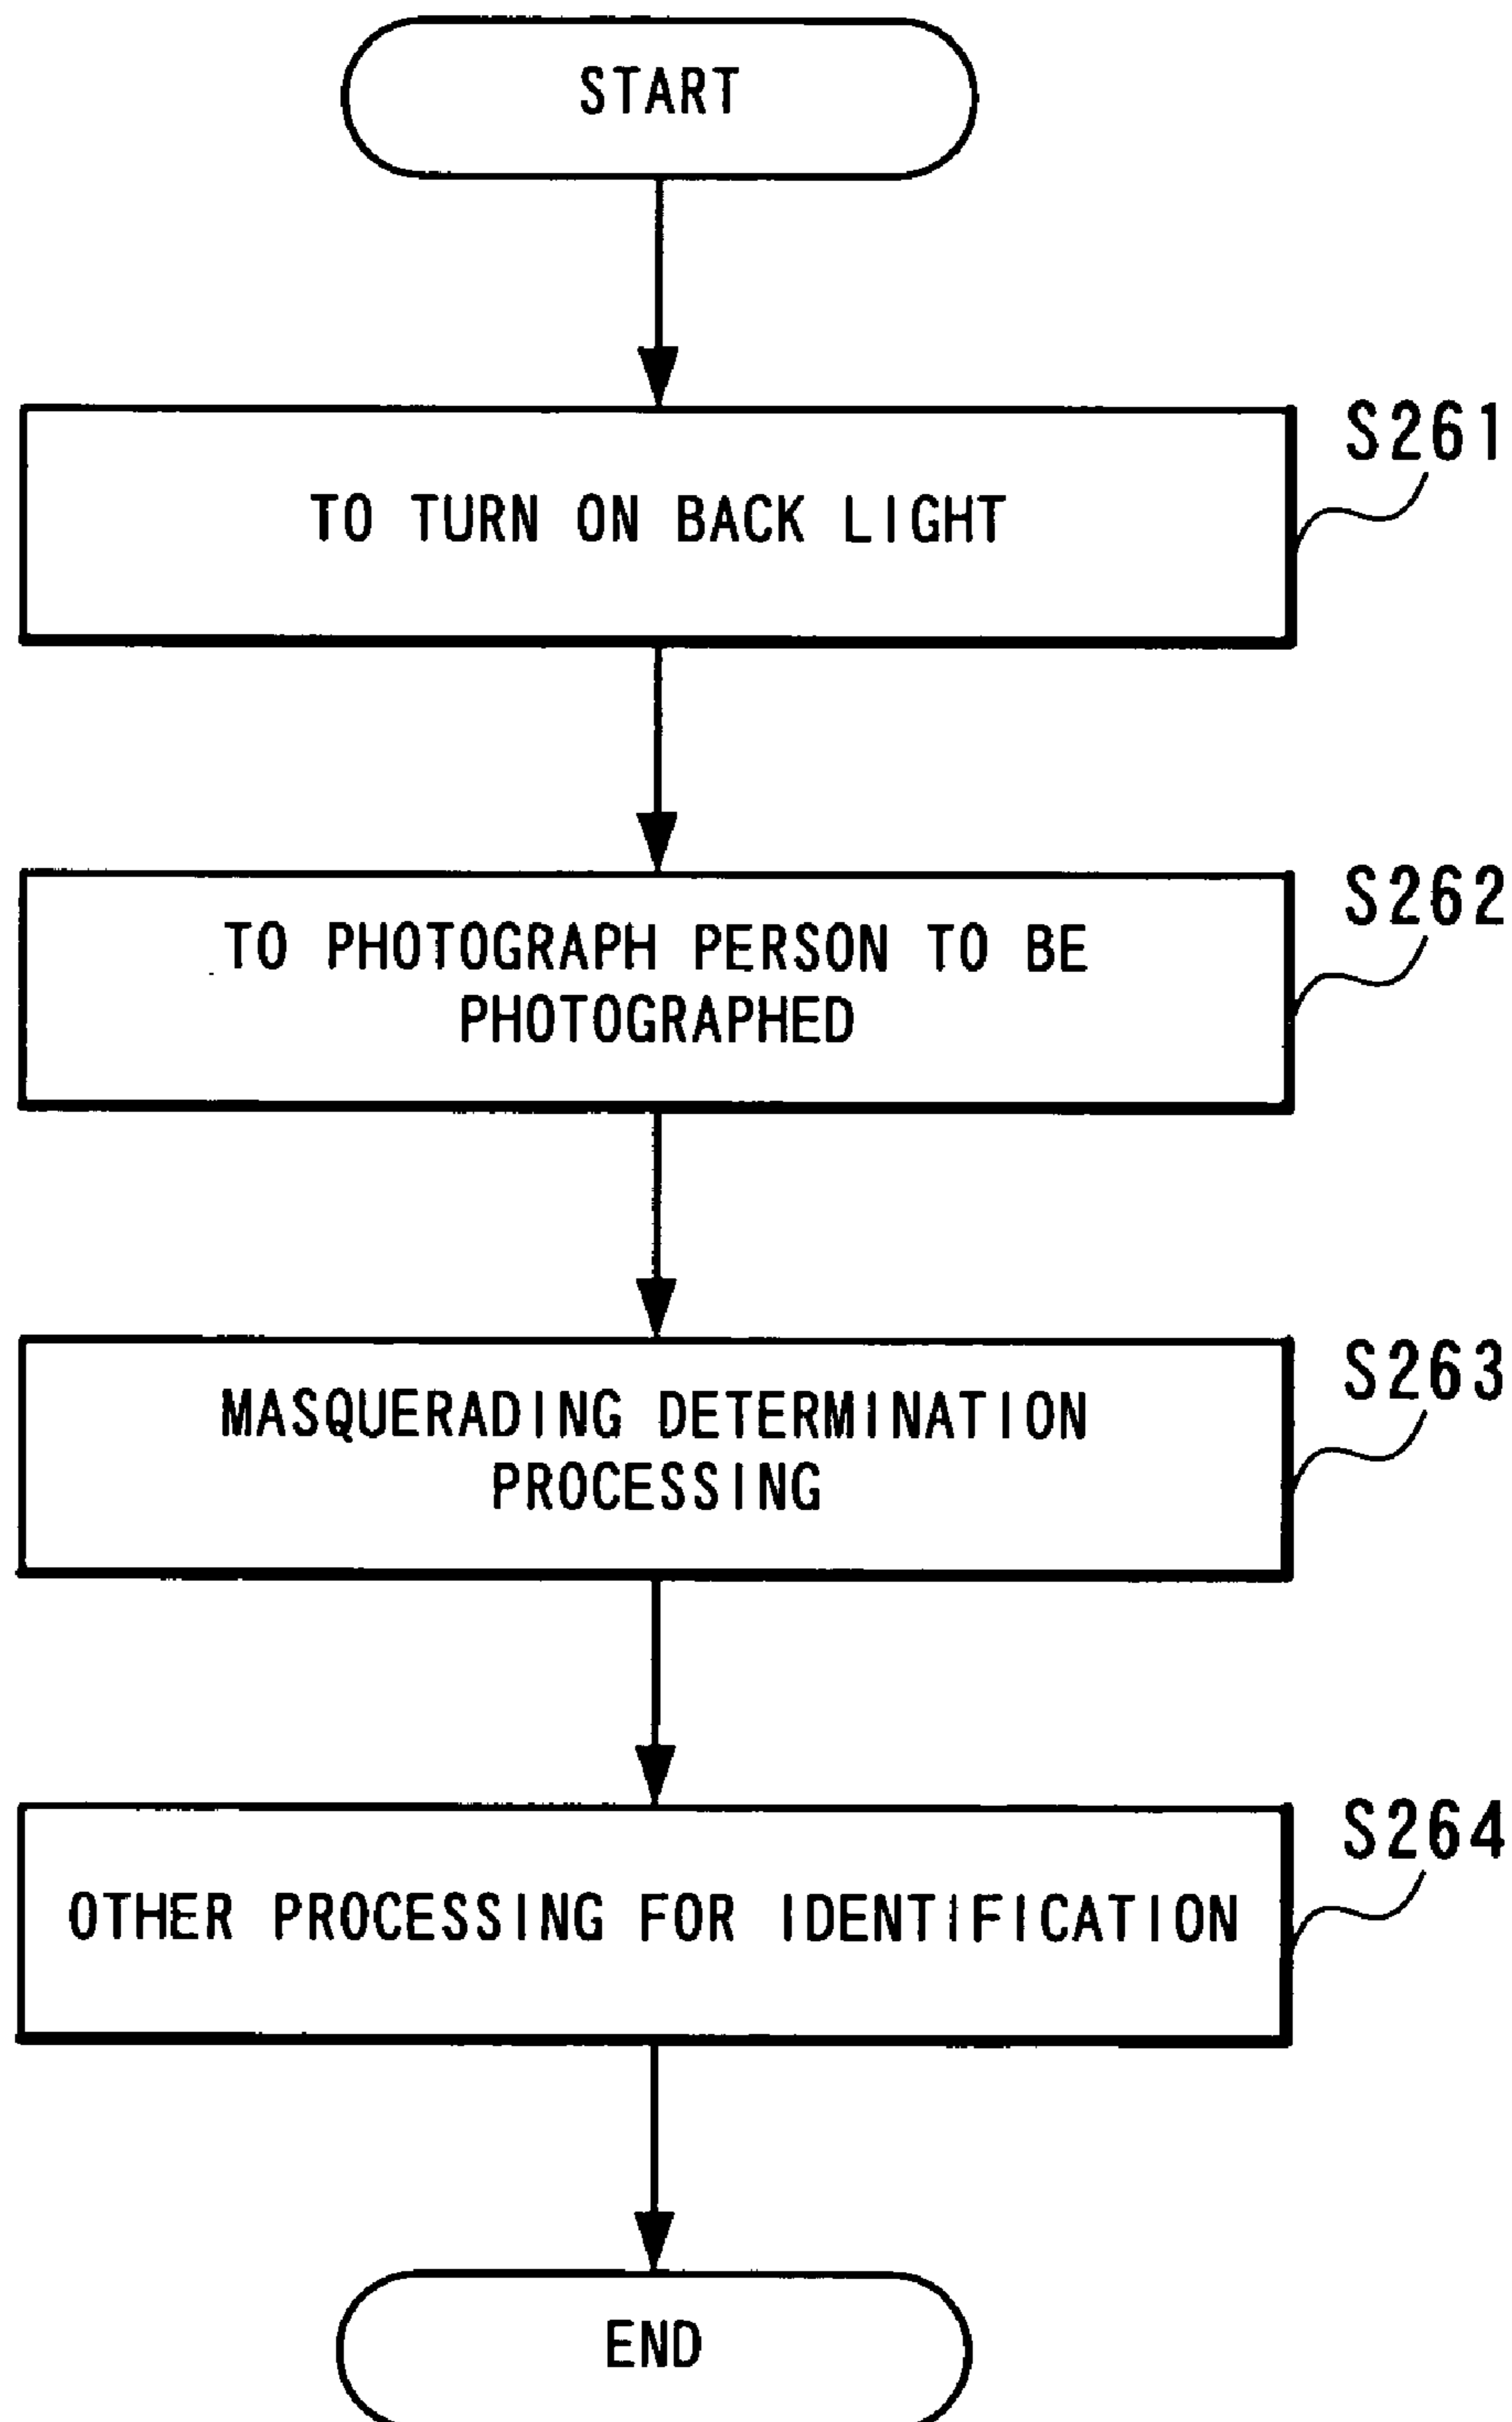 START
S261
TO TURN ON BACK LIGHT
S262
TO PHOTOGRAPH PERSON TO BE
PHOTOGRAPHED
S263
MASQUERADING DETERMINATION
PROCESSING
S264
OTHER PROCESSING FOR IDENTIFICATION
END